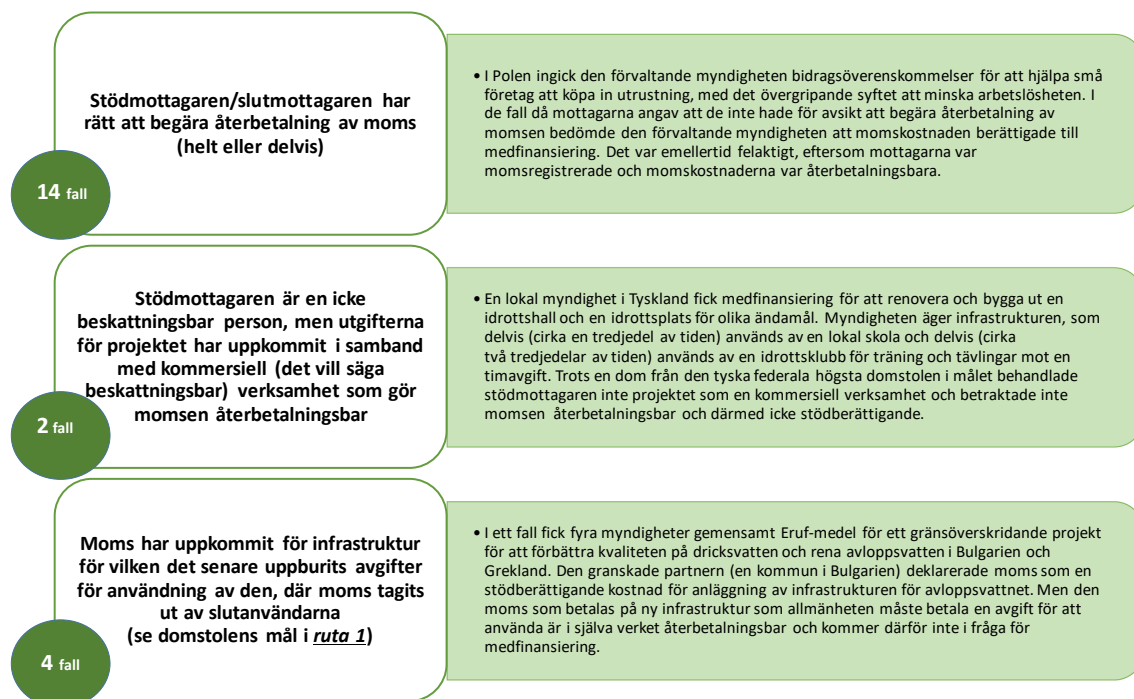 Stödmottagaren/slutmottagaren har
rätt att begära återbetalning av moms
(helt eller delvis)
14 fall
• I Polen ingick den förvaltande myndigheten bidragsöverenskommelser för att hjälpa små
företag att köpa in utrustning, med det övergripande syftet att minska arbetslösheten. I
de fall då mottagarna angav att de inte hade för avsikt att begära återbetalning av
momsen bedömde den förvaltande myndigheten att momskostnaden berättigade till
medfinansiering. Det var emellertid felaktigt, eftersom mottagarna var
momsregistrerade och momskostnaderna var återbetalningsbara.
Stödmottagaren är en icke
beskattningsbar person, men utgifterna
för projektet har uppkommit i samband
med kommersiell (det vill säga
beskattningsbar) verksamhet som gör
momsen återbetalningsbar
2 fall
• En lokal myndighet i Tyskland fick medfinansiering för att renovera och bygga ut en
idrottshall och en idrottsplats för olika ändamål. Myndigheten äger infrastrukturen, som
delvis (cirka en tredjedel av tiden) används av en lokal skola och delvis (cirka
två tredjedelar av tiden) används av en idrottsklubb för träning och tävlingar mot en
timavgift. Trots en dom från den tyska federala högsta domstolen i målet behandlade
stödmottagaren inte projektet som en kommersiell verksamhet och betraktade inte
momsen återbetalningsbar och därmed icke stödberättigande.
Moms har uppkommit för infrastruktur
för vilken det senare uppburits avgifter
för användning av den, där moms tagits
ut av slutanvändarna
(se domstolens mål i ruta 1)
4 fall
• I ett fall fick fyra myndigheter gemensamt Eruf-medel för ett gränsöverskridande projekt
för att förbättra kvaliteten på dricksvatten och rena avloppsvatten i Bulgarien och
Grekland. Den granskade partnern (en kommun i Bulgarien) deklarerade moms som en
stödberättigande kostnad för anläggning av infrastrukturen för avloppsvattnet. Men den
moms som betalas på ny infrastruktur som allmänheten måste betala en avgift för att
använda är i själva verket återbetalningsbar och kommer därför inte i fråga för
medfinansiering.